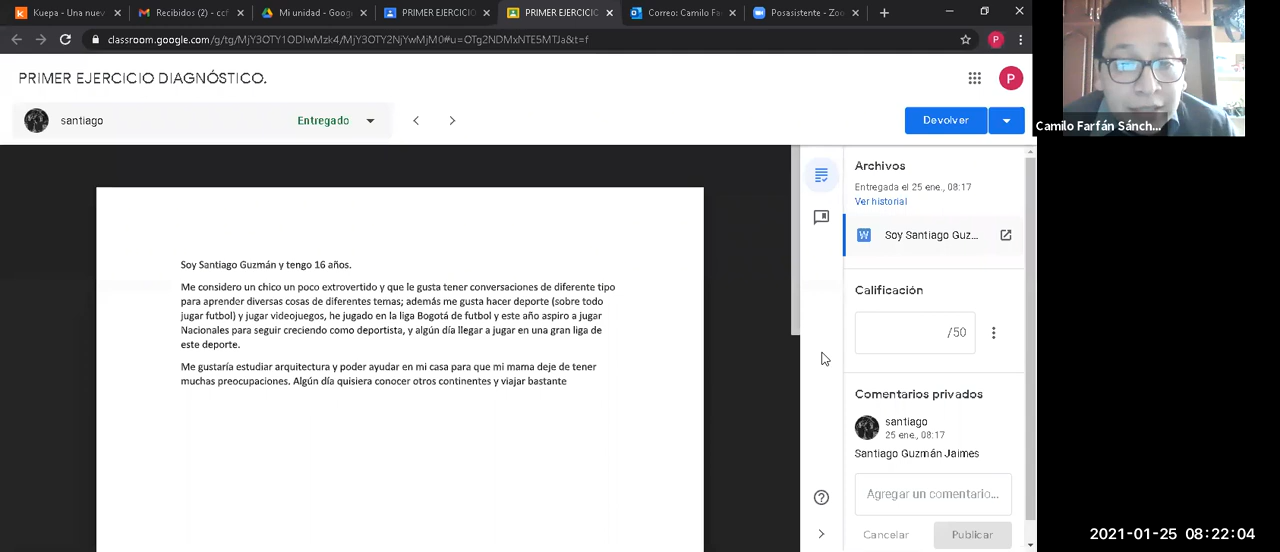 Kuepa - Una nuev
Recibidos (2) - ccf
Mi unidad - Goog
PRIMER EJERCICIO
PRIMER EJERCICIO
Correo: Camilo Fa
Posasistente - Zoo
classroom.google.com/g/tg/MjY3OTY1ODIwMzk4/MjY3OTY2NjYwMjM0#u=OTg2NDMxNTE5MTJa&t=f
P
PRIMER EJERCICIO DIAGNÓSTICO.
P
santiago
Entregado
Devolver
Camilo Farfán Sánch...
Archivos
Entregada el 25 ene., 08:17
Ver historial
W Soy Santiago Guz...
Calificación
/50
Comentarios privados
santiago
25 ene., 08:17
Santiago Guzmán Jaimes
Agregar un comentario...
Cancelar
Publicar
Soy Santiago Guzmán y tengo 16 años.
Me considero un chico un poco extrovertido y que le gusta tener conversaciones de diferente tipo
para aprender diversas cosas de diferentes temas; además me gusta hacer deporte (sobre todo
jugar futbol) y jugar videojuegos, he jugado en la liga Bogotá de futbol y este año aspiro a jugar
Nacionales para seguir creciendo como deportista, y algún día llegar a jugar en una gran liga de
este deporte.
Me gustaría estudiar arquitectura y poder ayudar en mi casa para que mi mama deje de tener
muchas preocupaciones. Algún día quisiera conocer otros continentes y viajar bastante
2021-01-25 08:22:04